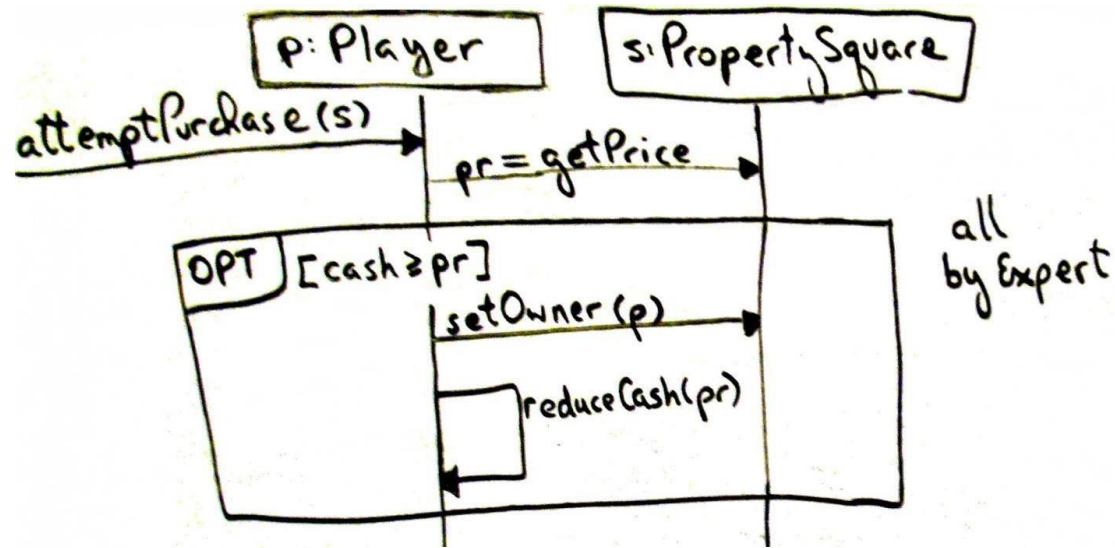 p: Player
s: PropertySquare
attemptPurchase(s)
pr = getPrice
all
by Expert
OPT [cash ≥ pr]
setOwner (p)
reduceCash(pr)